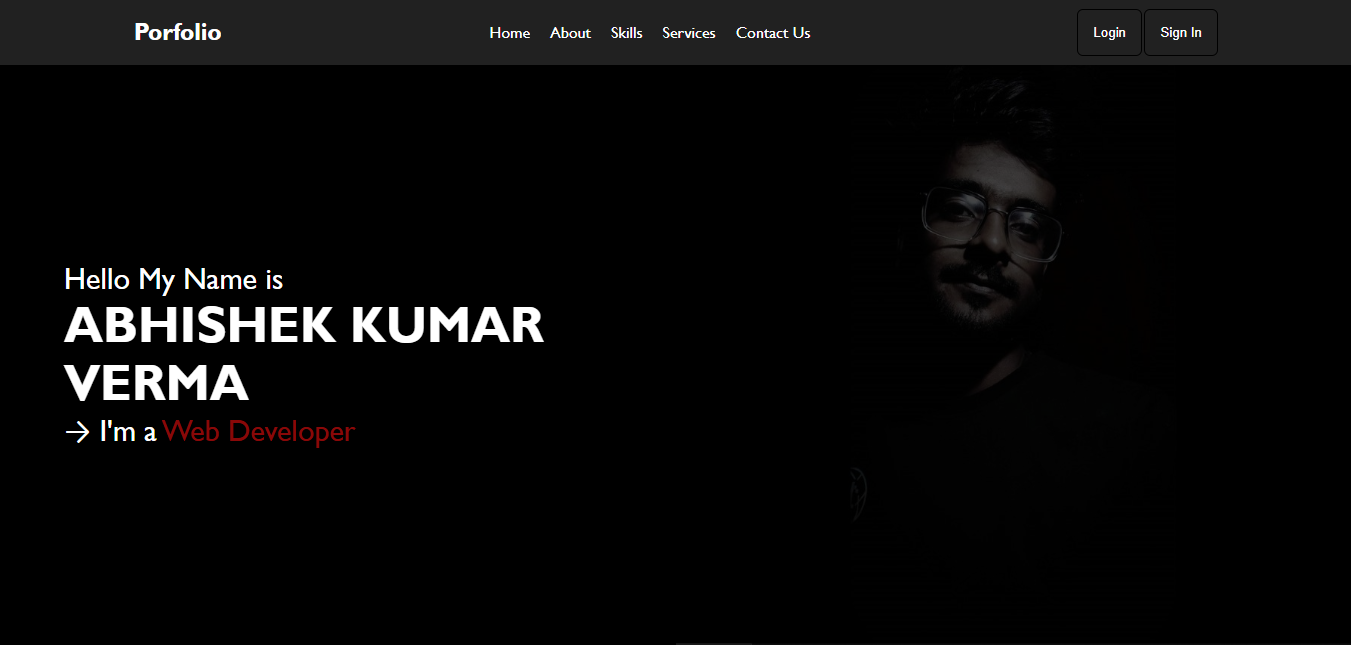 Porfolio
Home About Skills Services Contact Us
Login Sign In
Hello My Name is
ABHISHEK KUMAR
VERMA
→ I'm a Web Developer